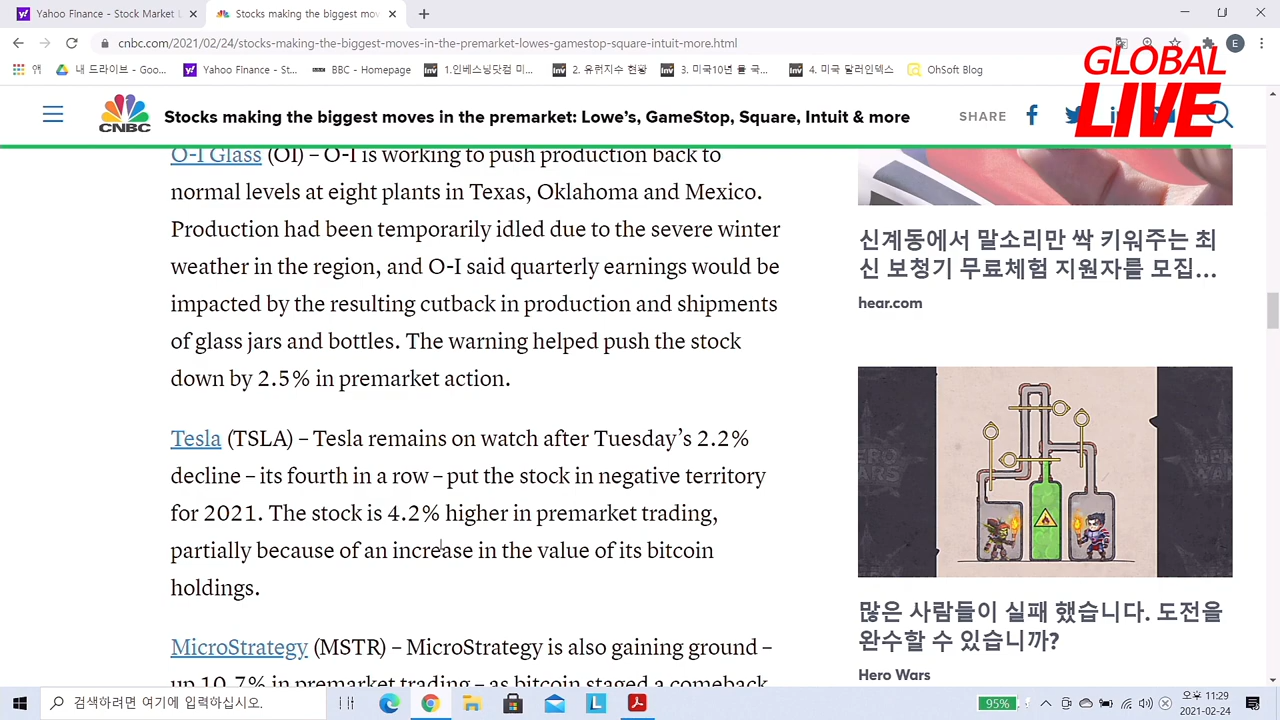 Yahoo Finance - Stock Market
Stocks making the biggest mov
cnbc.com/2021/02/24/stocks-making-the-biggest-moves-in-the-premarket-lowes-gamestop-square-intuit-more.html
E
앱
내 드라이브 - Goo...
Yahoo Finance - St...
BBC - Homepage
1.인베스팅닷컴 미...
2. 유럽지수 현황
3. 미국10년 물 국...
4. 미국 달러인덱스
OhSoft Blog
GLOBAL
LIVE
CNBC
Stocks making the biggest moves in the premarket: Lowe's, GameStop, Square, Intuit & more
SHARE
O-I Glass (OI) – O-I is working to push production back to
normal levels at eight plants in Texas, Oklahoma and Mexico.
Production had been temporarily idled due to the severe winter
weather in the region, and O-I said quarterly earnings would be
impacted by the resulting cutback in production and shipments
of glass jars and bottles. The warning helped push the stock
down by 2.5% in premarket action.
Tesla (TSLA) – Tesla remains on watch after Tuesday's 2.2%
decline – its fourth in a row – put the stock in negative territory
for 2021. The stock is 4.2% higher in premarket trading,
partially because of an increase in the value of its bitcoin
holdings.
MicroStrategy (MSTR) – MicroStrategy is also gaining ground –
up 10.7% in premarket trading – as bitcoin staged a comeback
신계동에서 말소리만 싹 키워주는 최
신 보청기 무료체험 지원자를 모집...
hear.com
많은 사람들이 실패 했습니다. 도전을
완수할 수 있습니까?
Hero Wars
검색하려면 여기에 입력하십시오.
95%
오후 11:29
2021-02-24